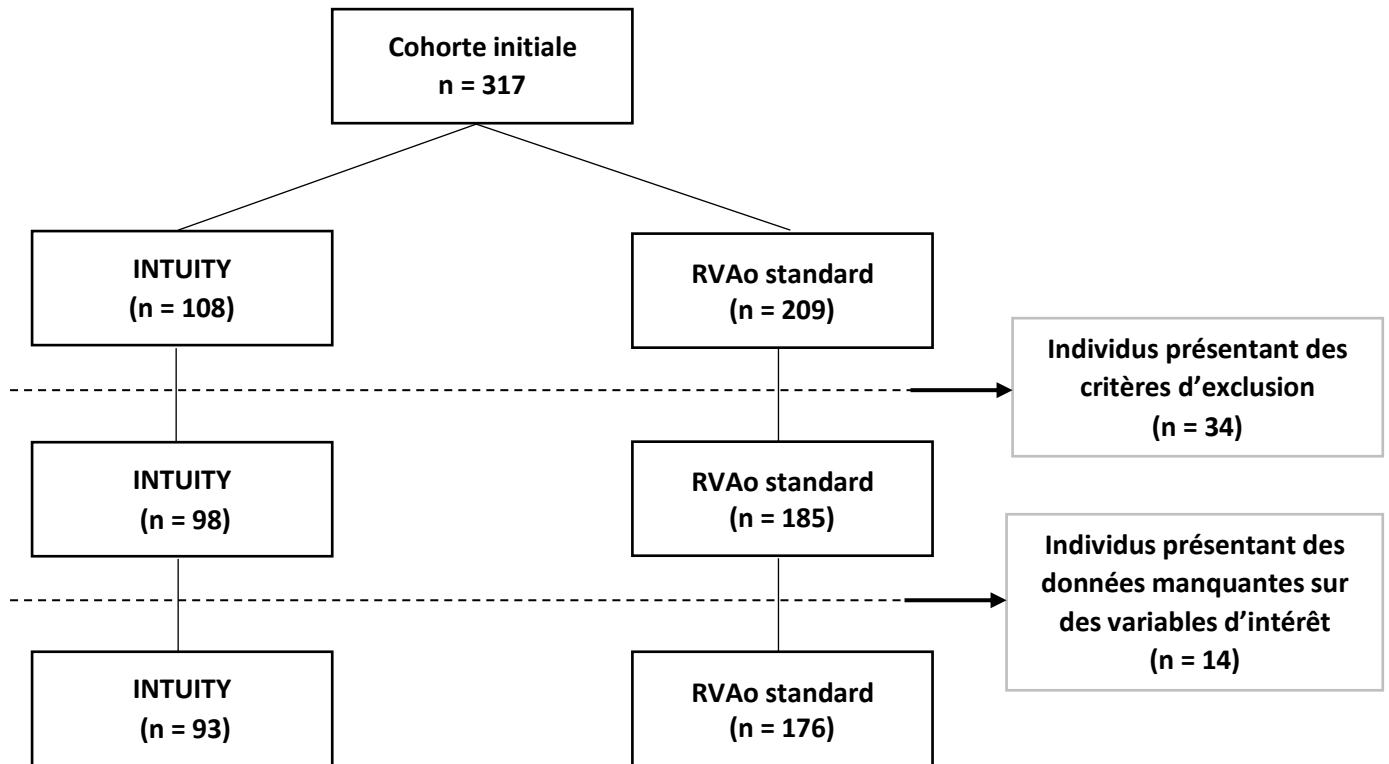 Cohorte initiale
n = 317
INTUITY
(n = 108)
RVAo standard
(n = 209)
Individus présentant des
critères d’exclusion
(n = 34)
INTUITY
(n = 98)
RVAo standard
(n = 185)
Individus présentant des
données manquantes sur
des variables d’intérêt
(n = 14)
INTUITY
(n = 93)
RVAo standard
(n = 176)